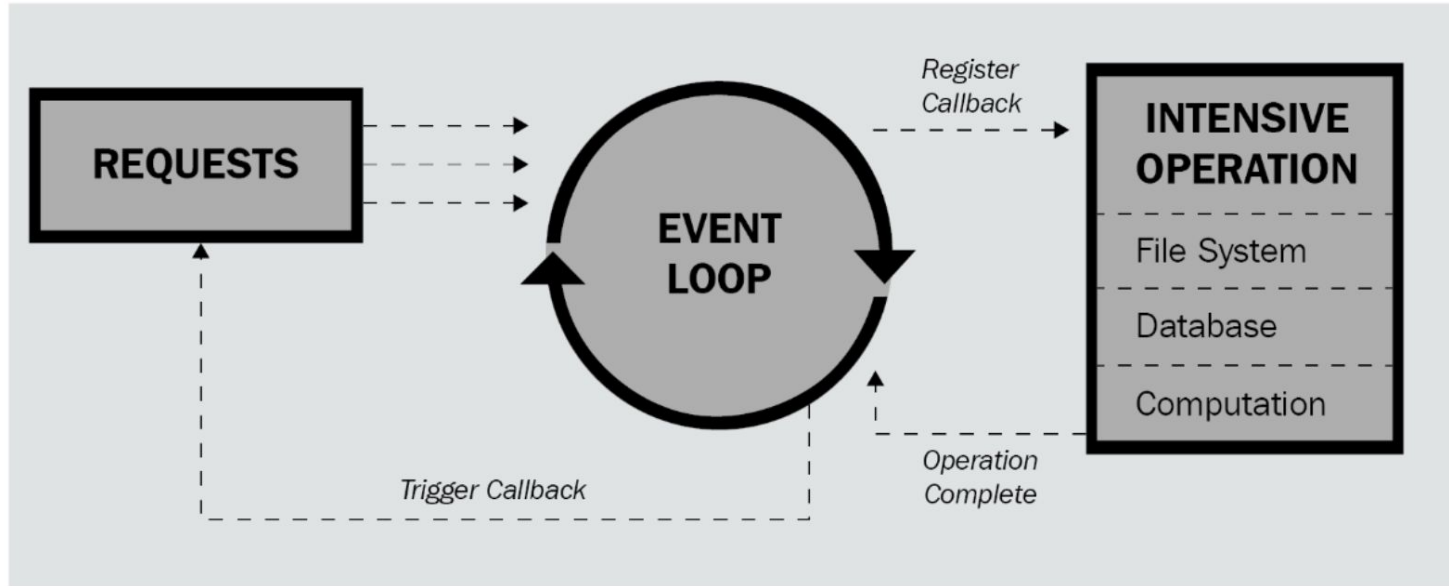 REQUESTS
EVENT
LOOP
Register
Callback
INTENSIVE
OPERATION
File System
Database
Computation
Operation
Complete
Trigger Callback